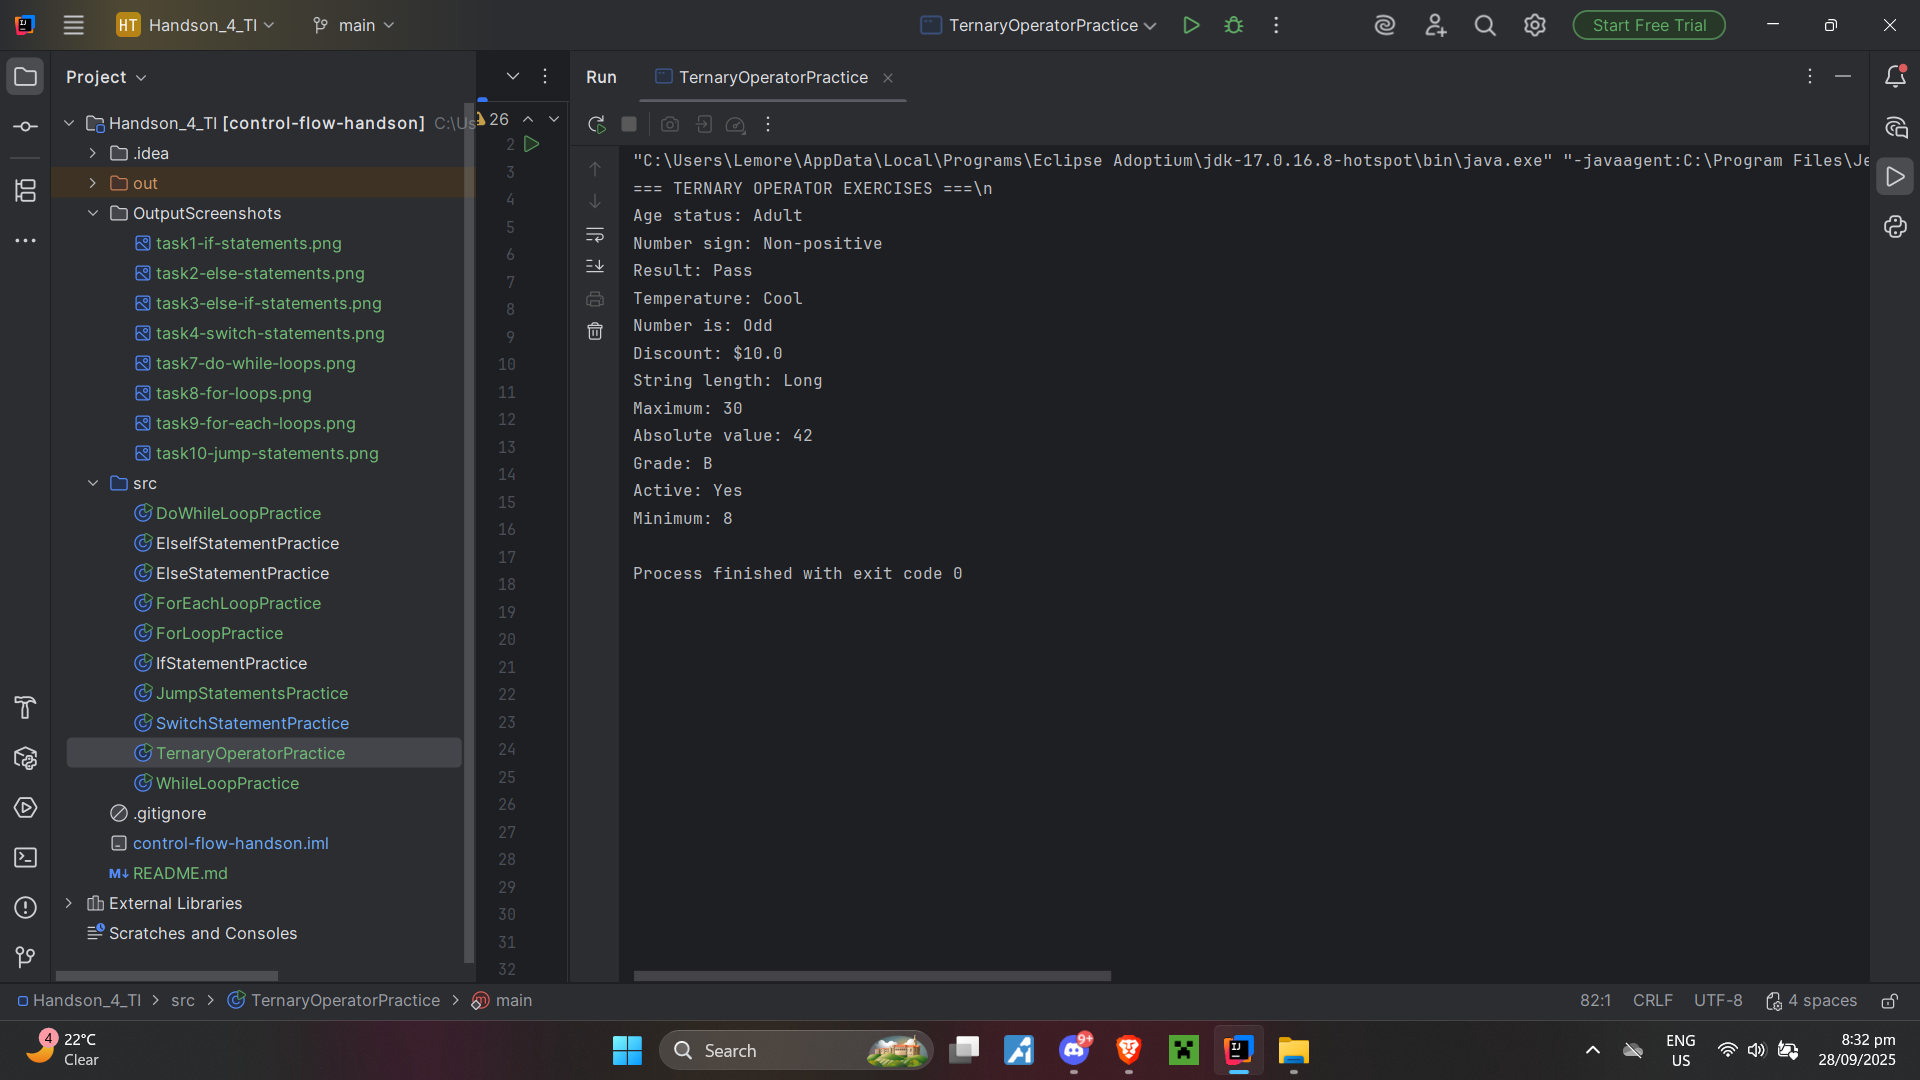 HT Handson_4_TI main TernaryOperatorPractice Start Free Trial
Project
Handson_4_TI [control-flow-handson] C:\Us
.idea
out
OutputScreenshots
task1-if-statements.png
task2-else-statements.png
task3-else-if-statements.png
task4-switch-statements.png
task7-do-while-loops.png
task8-for-loops.png
task9-for-each-loops.png
task10-jump-statements.png
src
DoWhileLoopPractice
ElseIfStatementPractice
ElseStatementPractice
ForEachLoopPractice
ForLoopPractice
IfStatementPractice
JumpStatementsPractice
SwitchStatementPractice
TernaryOperatorPractice
WhileLoopPractice
.gitignore
control-flow-handson.iml
M↓ README.md
External Libraries
Scratches and Consoles
26
2
3
4
5
6
7
8
9
10
11
12
13
14
15
16
17
18
19
20
21
22
23
24
25
26
27
28
29
30
31
32
Run TernaryOperatorPractice
"C:\Users\Lemore\AppData\Local\Programs\Eclipse Adoptium\jdk-17.0.16.8-hotspot\bin\java.exe" "-javaagent:C:\Program Files\Je
=== TERNARY OPERATOR EXERCISES ===\n
Age status: Adult
Number sign: Non-positive
Result: Pass
Temperature: Cool
Number is: Odd
Discount: $10.0
String length: Long
Maximum: 30
Absolute value: 42
Grade: B
Active: Yes
Minimum: 8
Process finished with exit code 0
Handson_4_TI > src > TernaryOperatorPractice > main
82:1 CRLF UTF-8 4 spaces
4 22°C
Clear
Search
9+
ENG
US
8:32 pm
28/09/2025